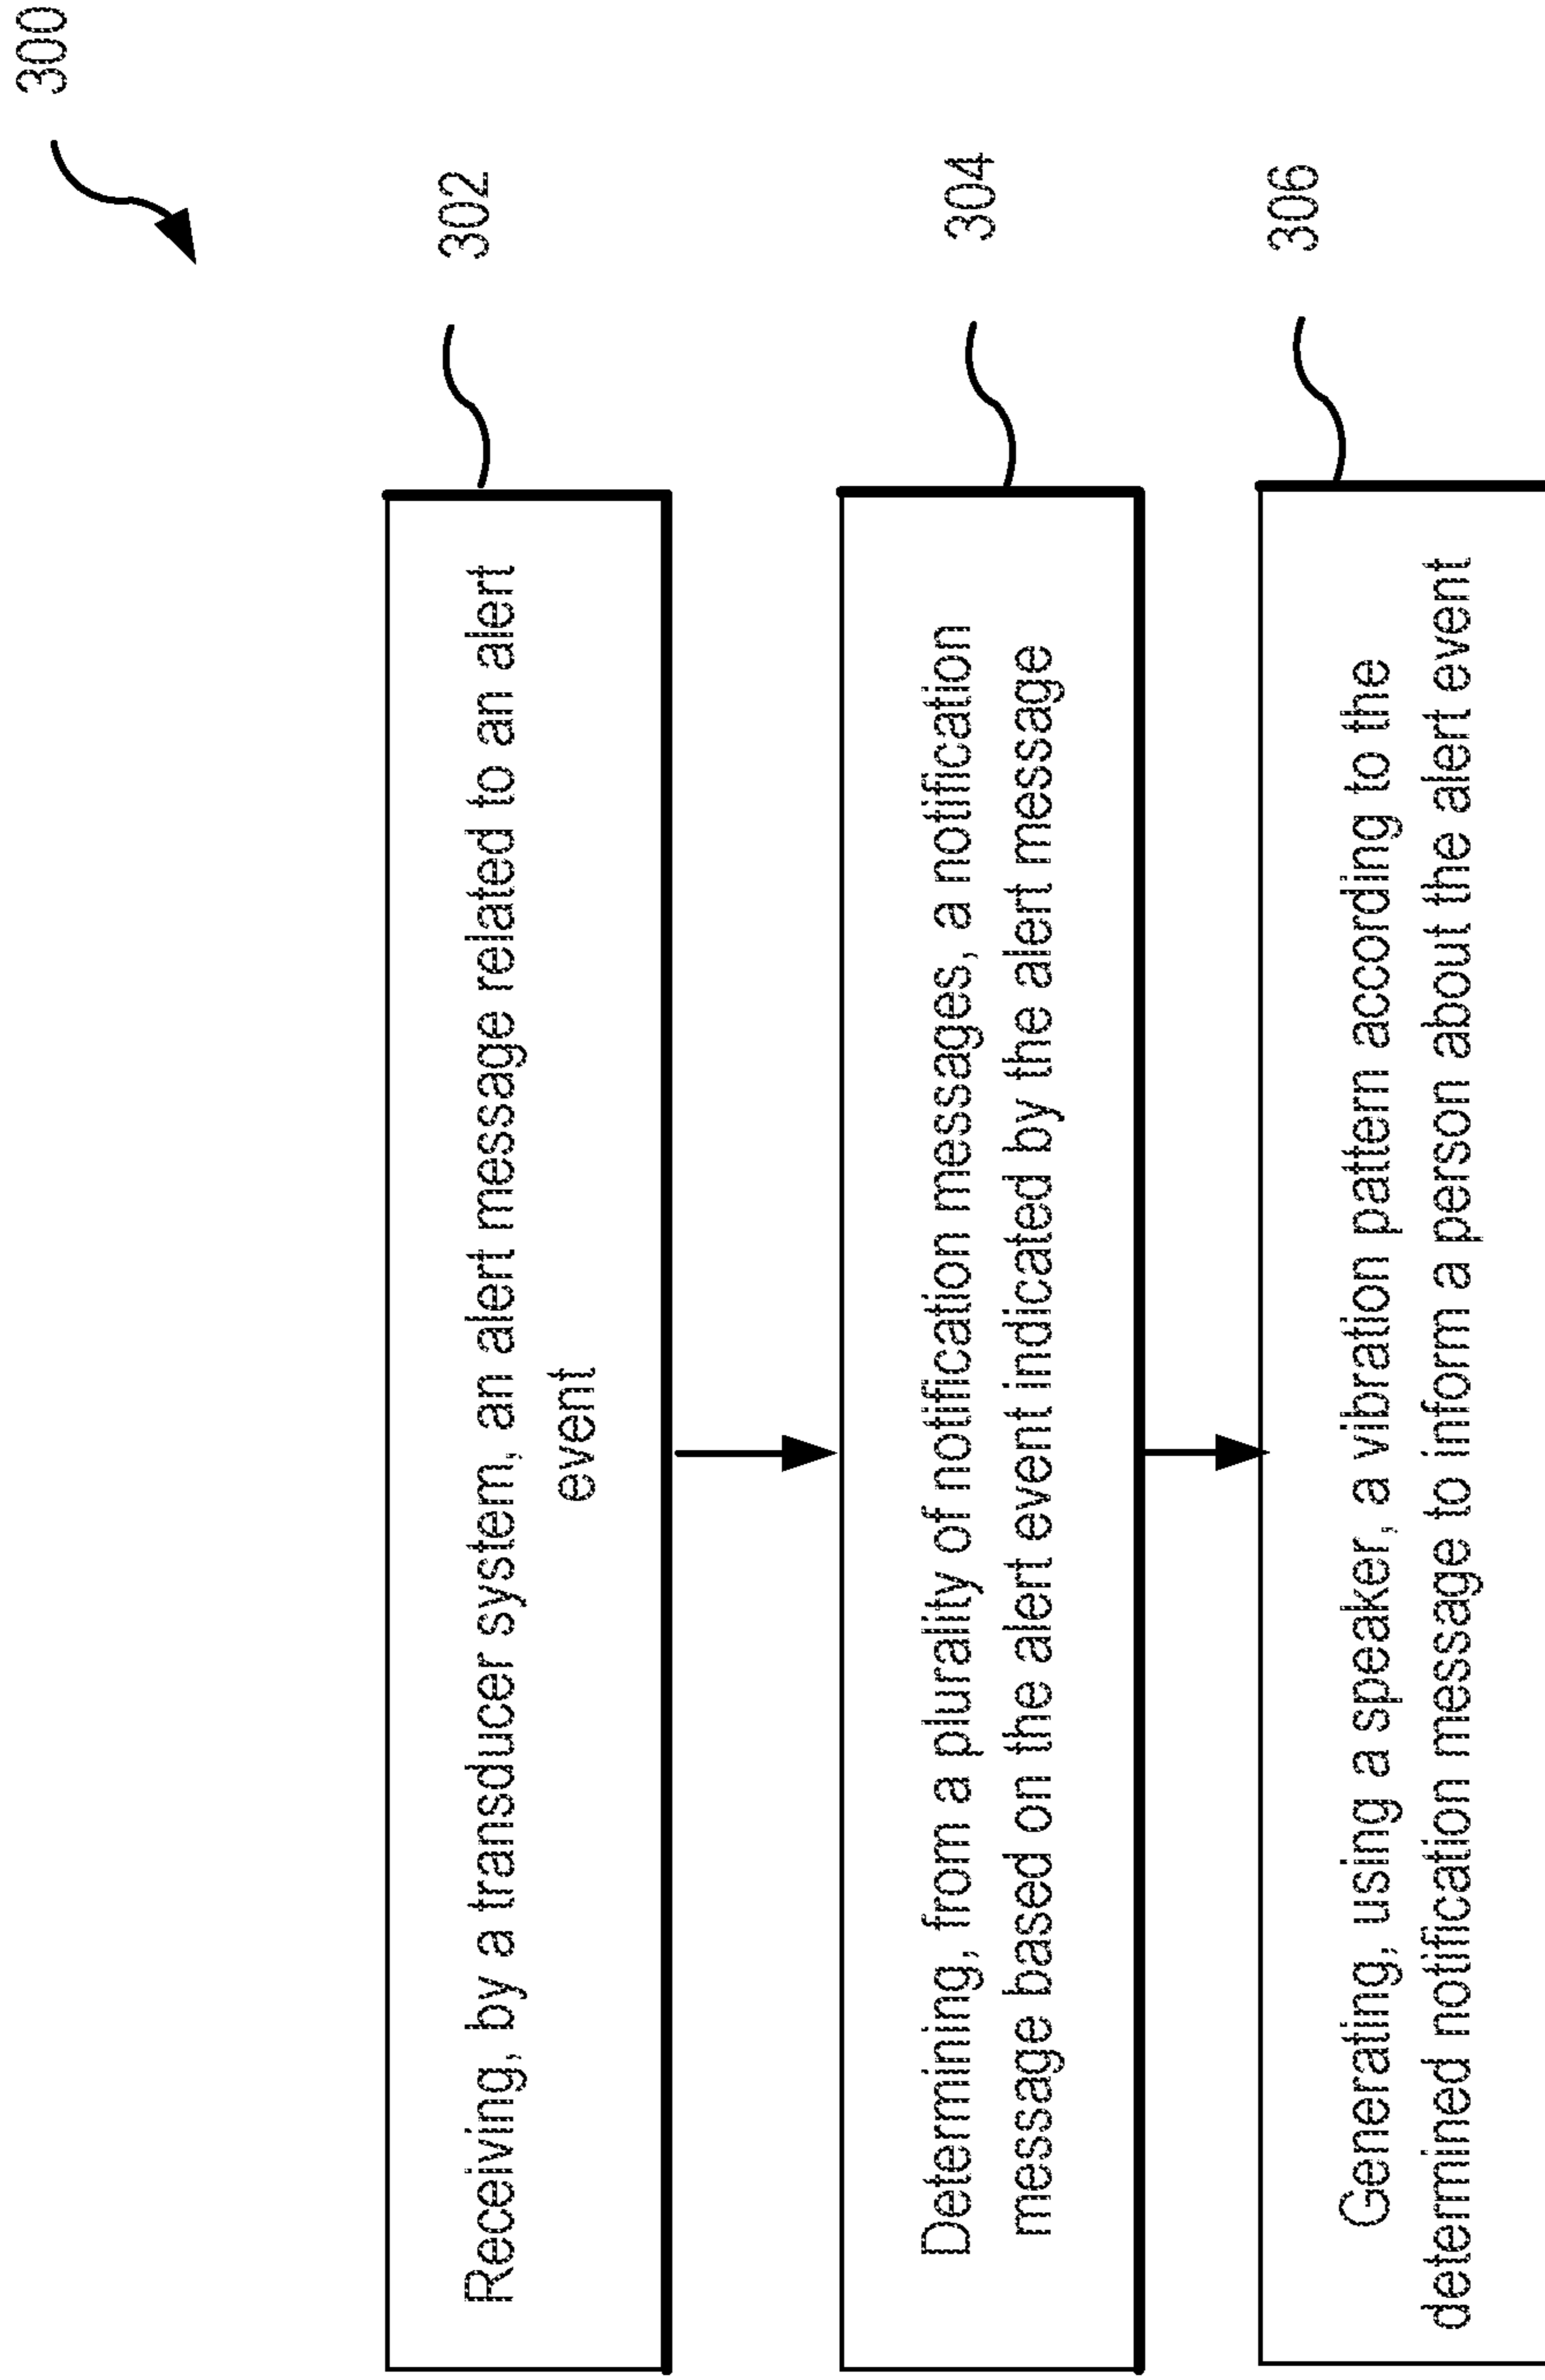 300
302
Receiving, by a transducer system, an alert message related to an alert
event
304
Determining, from a plurality of notification messages, a notification
message based on the alert event indicated by the alert message
306
Generating, using a speaker, a vibration pattern according to the
determined notification message to inform a person about the alert event